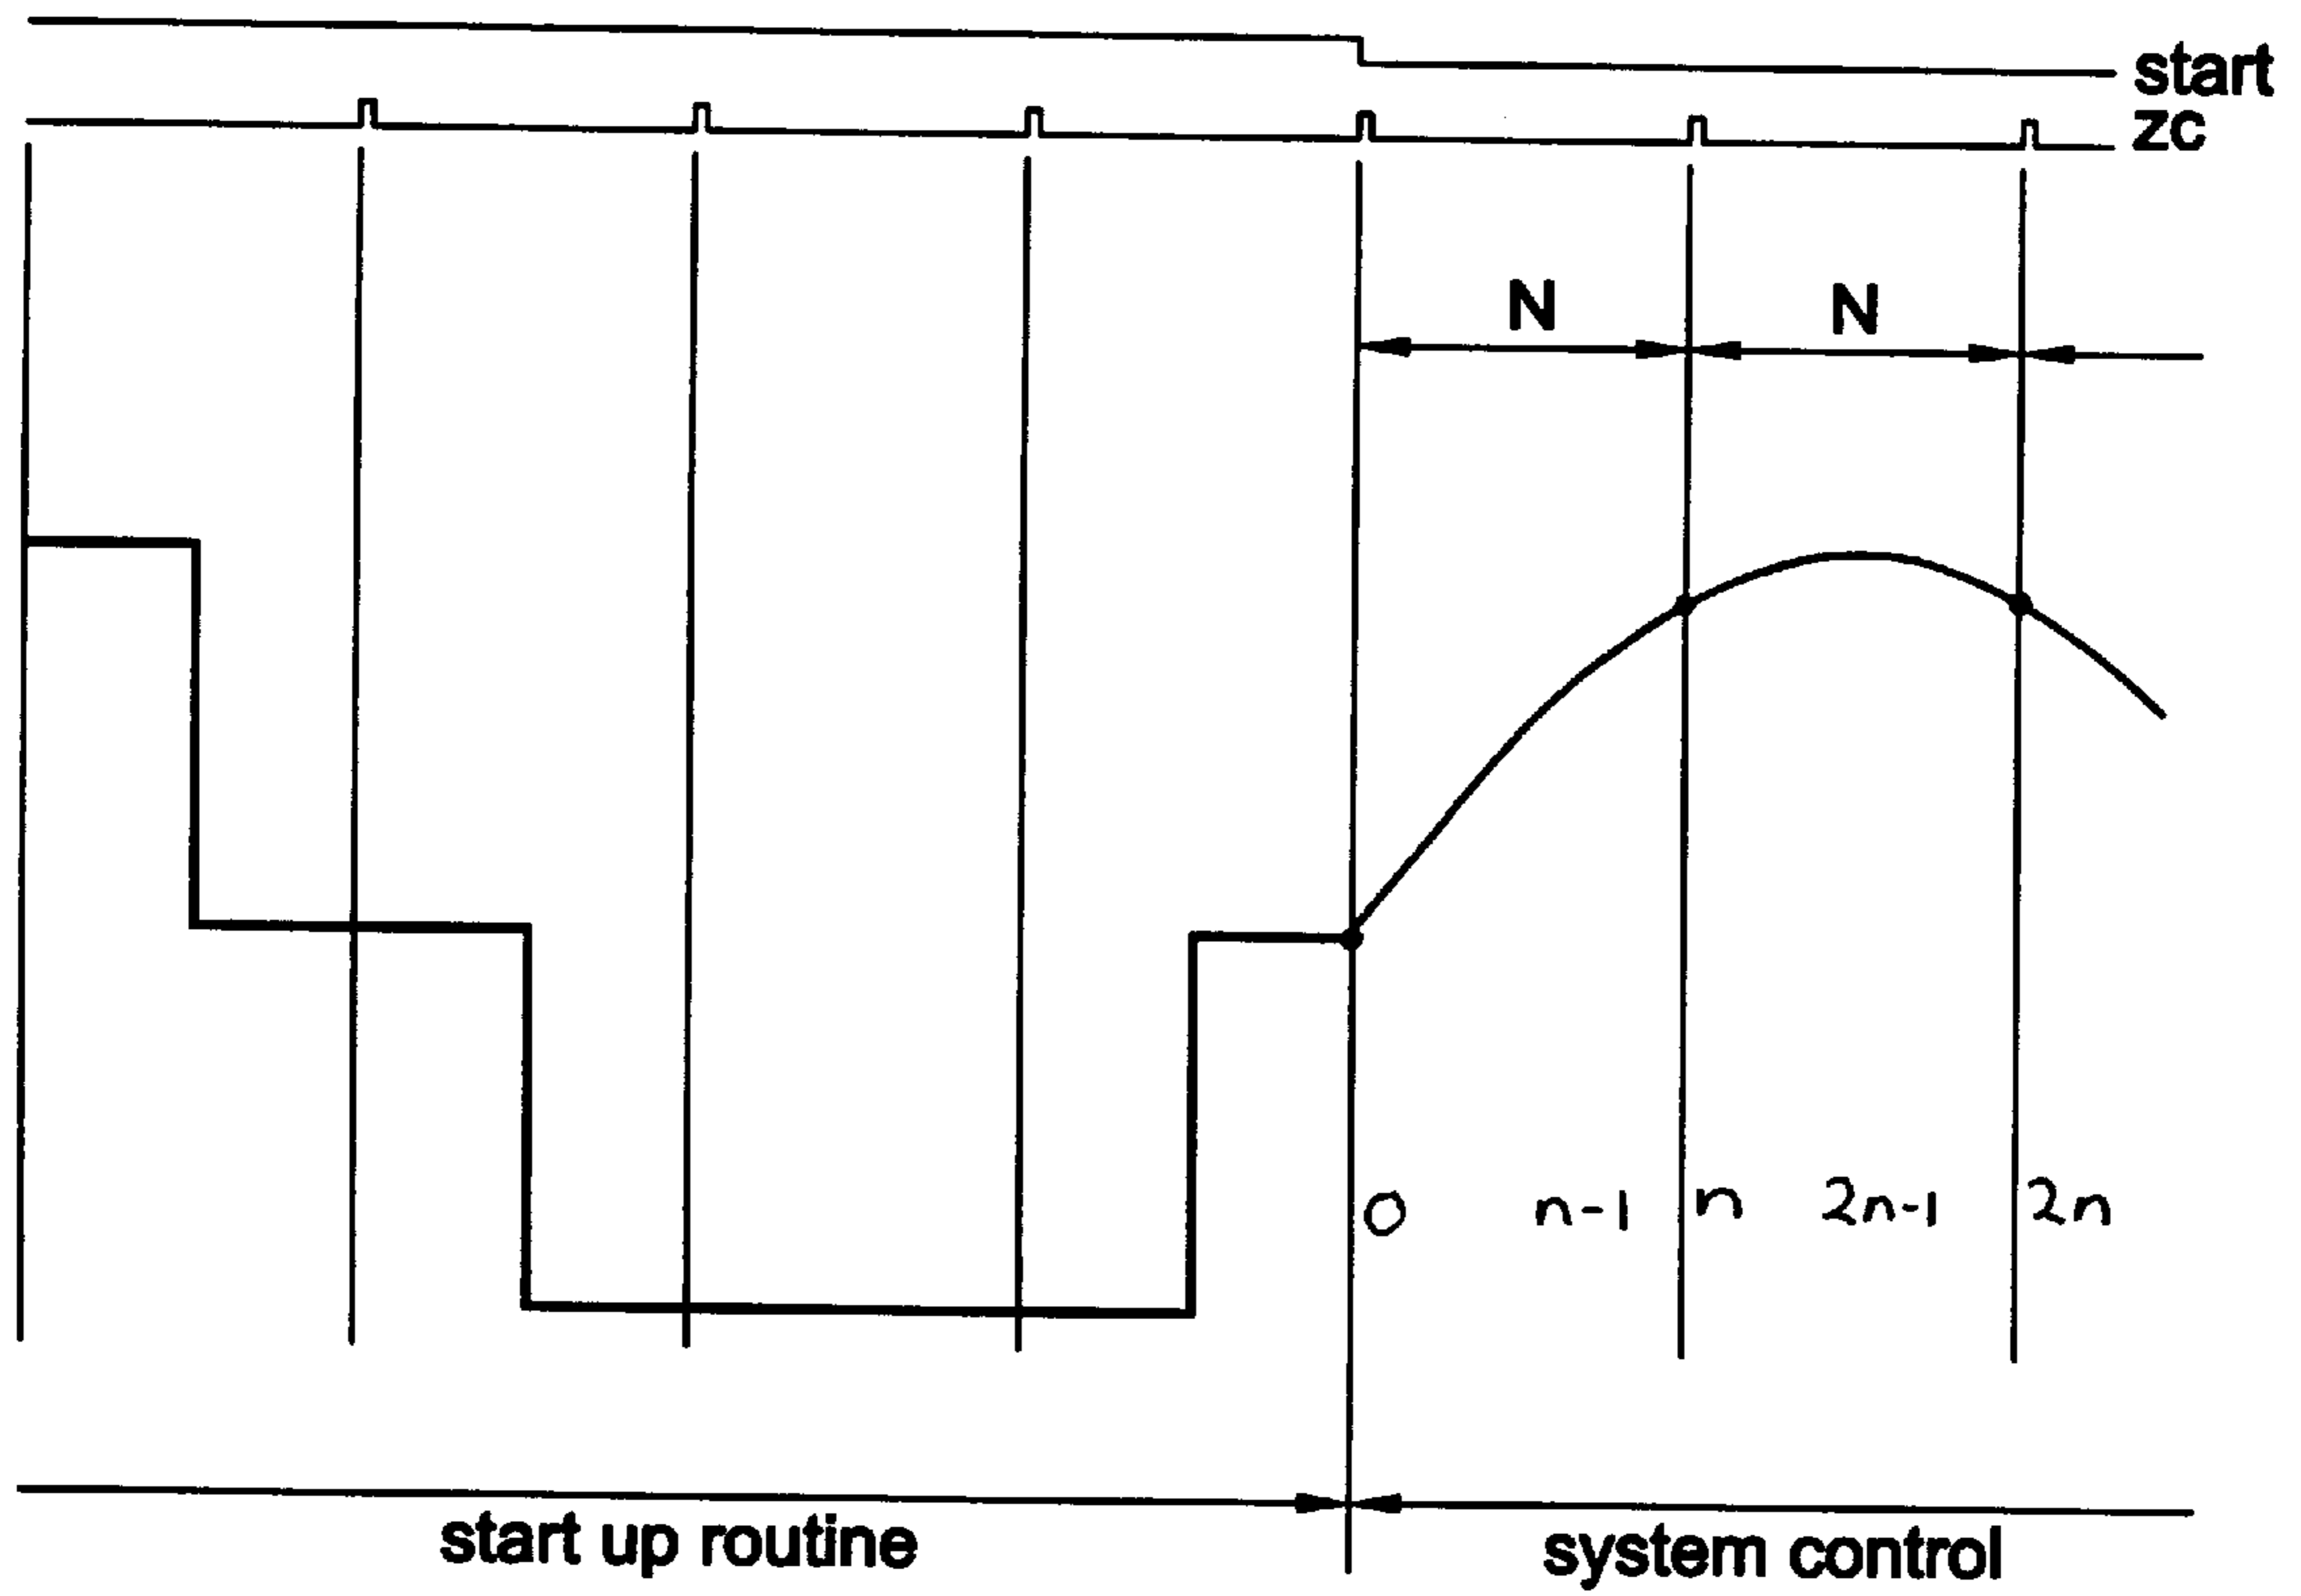 start
zc
N N
0 n-1 n 2n-1 2n
start up routine
system control